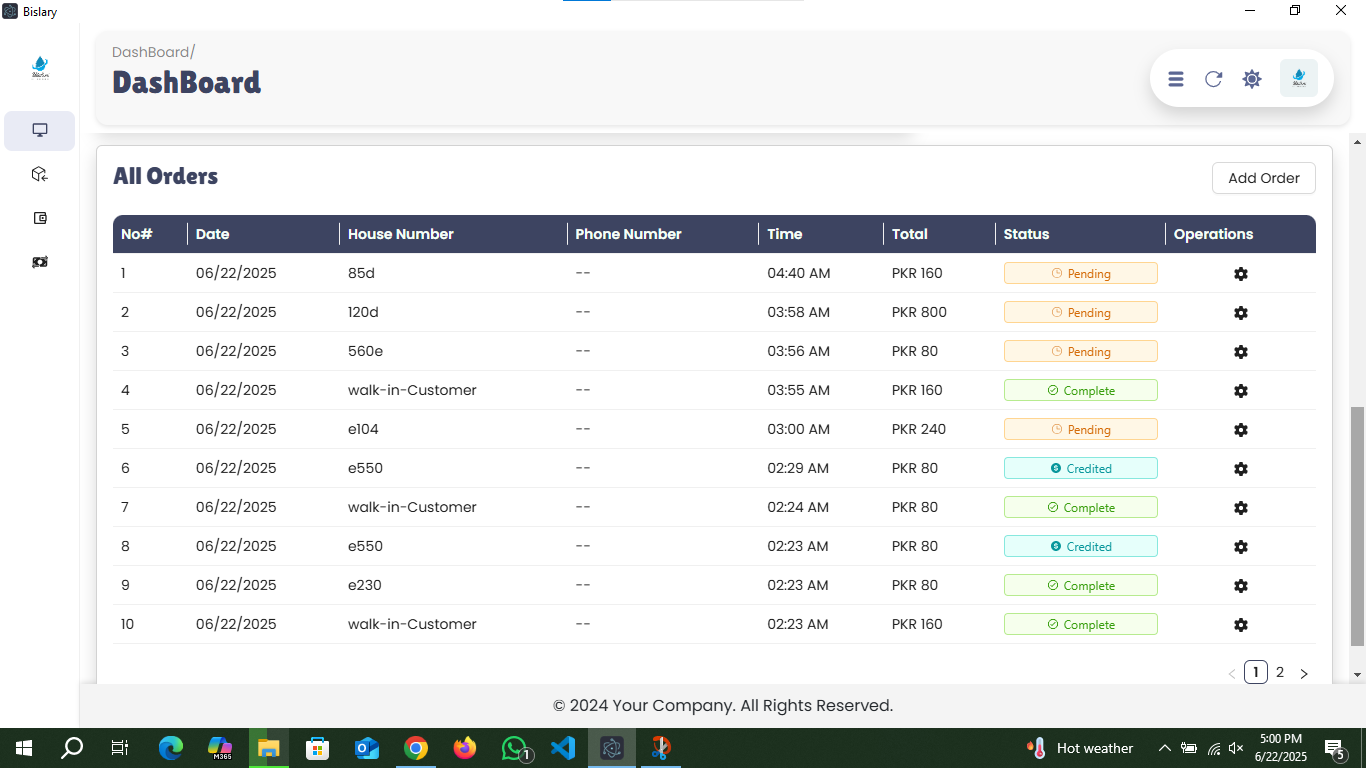 Bislary
DashBoard/
DashBoard
All Orders
Add Order
No# Date House Number Phone Number Time Total Status Operations
1 06/22/2025 85d -- 04:40 AM PKR 160 Pending
2 06/22/2025 120d -- 03:58 AM PKR 800 Pending
3 06/22/2025 560e -- 03:56 AM PKR 80 Pending
4 06/22/2025 walk-in-Customer -- 03:55 AM PKR 160 Complete
5 06/22/2025 e104 -- 03:00 AM PKR 240 Pending
6 06/22/2025 e550 -- 02:29 AM PKR 80 Credited
7 06/22/2025 walk-in-Customer -- 02:24 AM PKR 80 Complete
8 06/22/2025 e550 -- 02:23 AM PKR 80 Credited
9 06/22/2025 e230 -- 02:23 AM PKR 80 Complete
10 06/22/2025 walk-in-Customer -- 02:23 AM PKR 160 Complete
< 1 2 >
© 2024 Your Company. All Rights Reserved.
M365
1
Hot weather
5:00 PM
6/22/2025
5